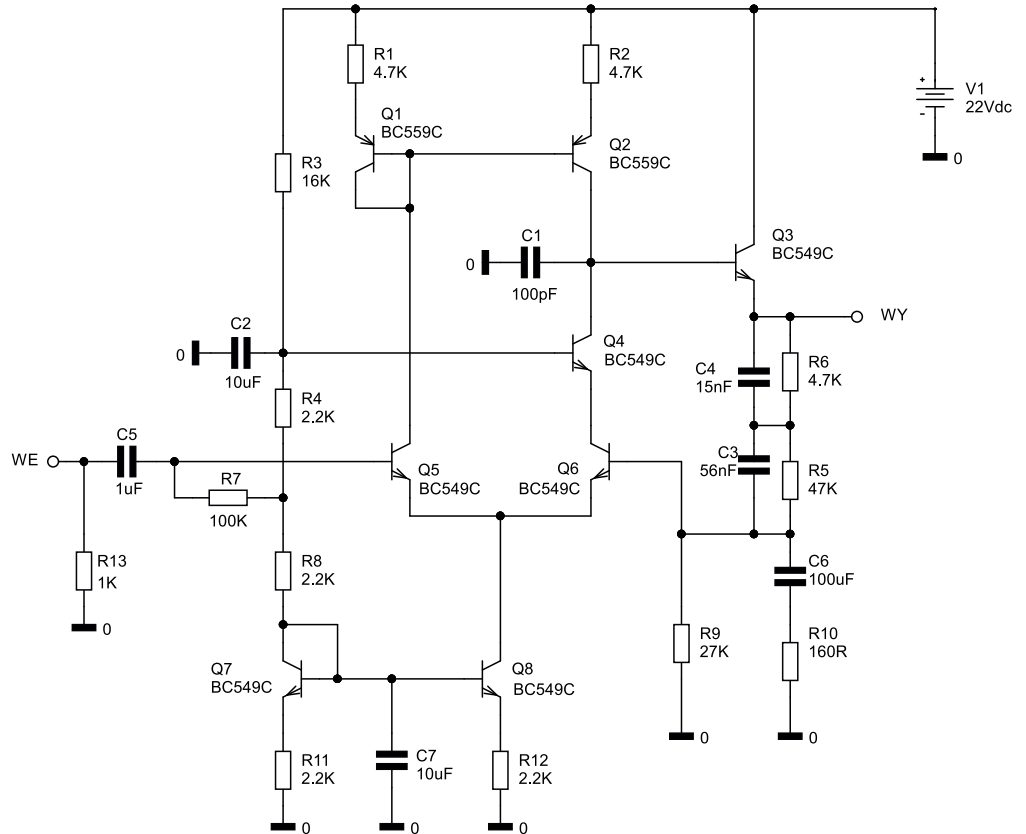 R1
4.7K
R2
4.7K
+
-
V1
22Vdc
0
Q1
BC559C
Q2
BC559C
R3
16K
C1
0
100pF
Q3
BC549C
WY
C2
0
10uF
Q4
BC549C
C4
15nF
R6
4.7K
R4
2.2K
C5
WE
1uF
R7
100K
Q5
BC549C
Q6
BC549C
C3
56nF
R5
47K
R13
1K
0
R8
2.2K
C6
100uF
R9
27K
0
R10
160R
0
Q7
BC549C
Q8
BC549C
R11
2.2K
0
C7
10uF
0
R12
2.2K
0